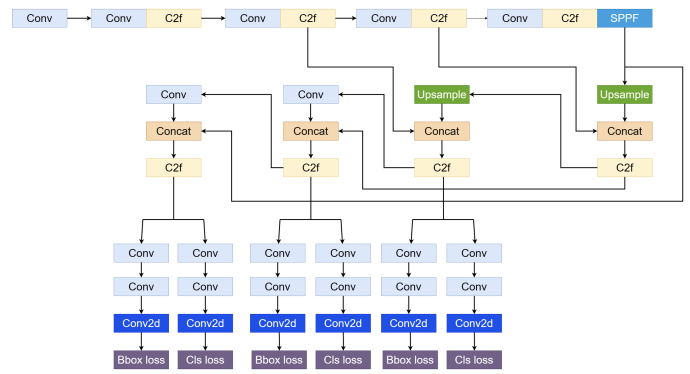 Conv Conv C2f Conv C2f Conv C2f Conv C2f SPPF
Conv Conv Upsample Upsample
Concat Concat Concat Concat
C2f C2f C2f C2f
Conv Conv Conv Conv Conv Conv
Conv Conv Conv Conv Conv Conv
Conv2d Conv2d Conv2d Conv2d Conv2d Conv2d
Bbox loss Cls loss Bbox loss Cls loss Bbox loss Cls loss